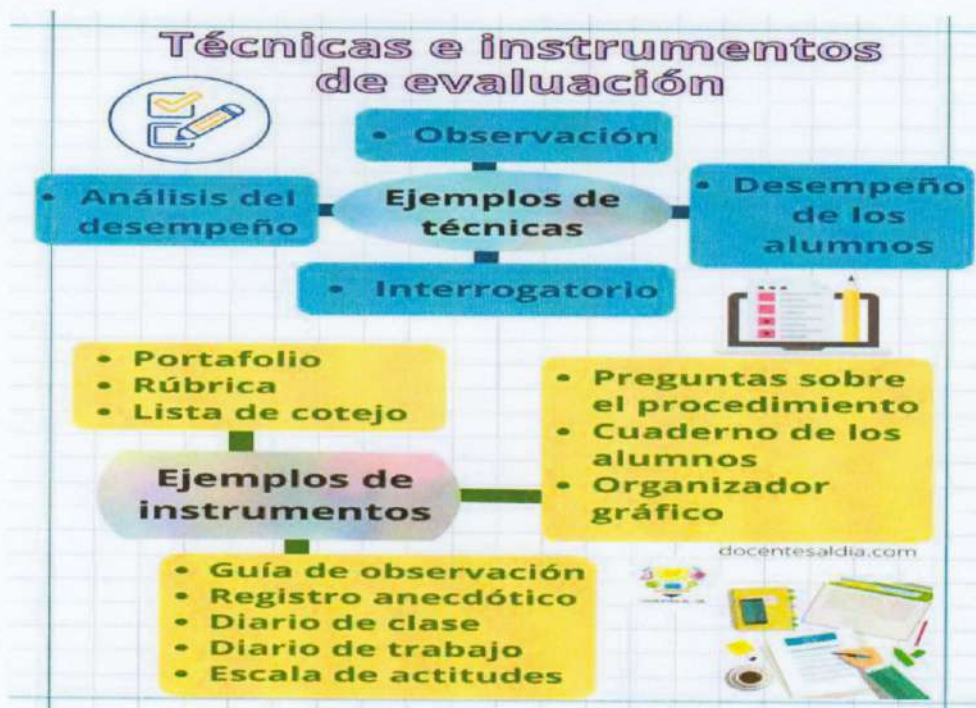 Técnicas e instrumentos
de evaluación
• Observación
• Análisis del
desempeño
Ejemplos de
técnicas
• Desempeño
de los
alumnos
• Interrogatorio
• Portafolio
• Rúbrica
• Lista de cotejo
• Preguntas sobre
el procedimiento
• Cuaderno de los
alumnos
• Organizador
gráfico
Ejemplos de
instrumentos
docentesaldia.com
• Guía de observación
• Registro anecdótico
• Diario de clase
• Diario de trabajo
• Escala de actitudes